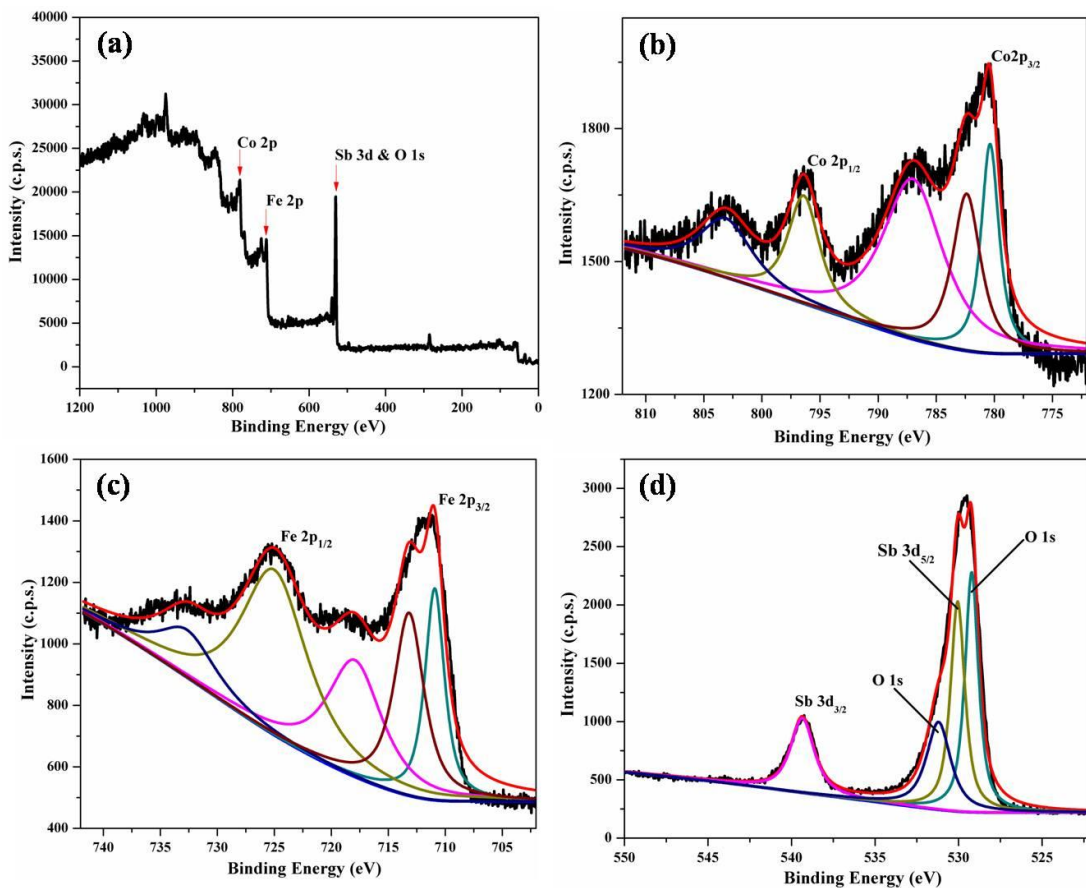 (a)
40000
35000
30000
25000
20000
15000
10000
5000
0
Intensity (c.p.s.)
Co 2p
Fe 2p
Sb 3d & O 1s
1200 1000 800 600 400 200 0
Binding Energy (eV)
(b)
1800
1500
1200
Intensity (c.p.s.)
Co2p3/2
Co 2p1/2
810 805 800 795 790 785 780 775
Binding Energy (eV)
(c)
1600
1400
1200
1000
800
600
400
Intensity (c.p.s.)
Fe 2p3/2
Fe 2p1/2
740 735 730 725 720 715 710 705
Binding Energy (eV)
(d)
3000
2500
2000
1500
1000
500
0
Intensity (c.p.s.)
Sb 3d5/2
O 1s
O 1s
Sb 3d3/2
550 545 540 535 530 525
Binding Energy (eV)